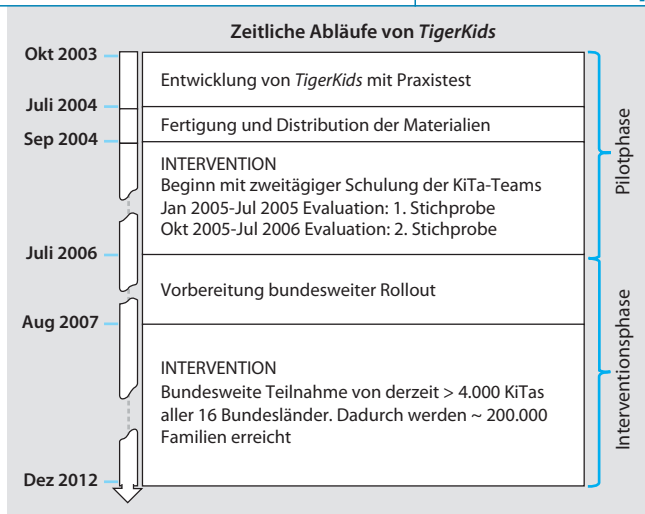 Zeitliche Abläufe von TigerKids
Okt 2003
Entwicklung von TigerKids mit Praxistest
Juli 2004
Fertigung und Distribution der Materialien
Sep 2004
INTERVENTION
Beginn mit zweitägiger Schulung der KiTa-Teams
Jan 2005-Jul 2005 Evaluation: 1. Stichprobe
Okt 2005-Jul 2006 Evaluation: 2. Stichprobe
Pilotphase
Juli 2006
Vorbereitung bundesweiter Rollout
Aug 2007
INTERVENTION
Bundesweite Teilnahme von derzeit > 4.000 KiTas
aller 16 Bundesländer. Dadurch werden ~ 200.000
Familien erreicht
Interventionsphase
Dez 2012